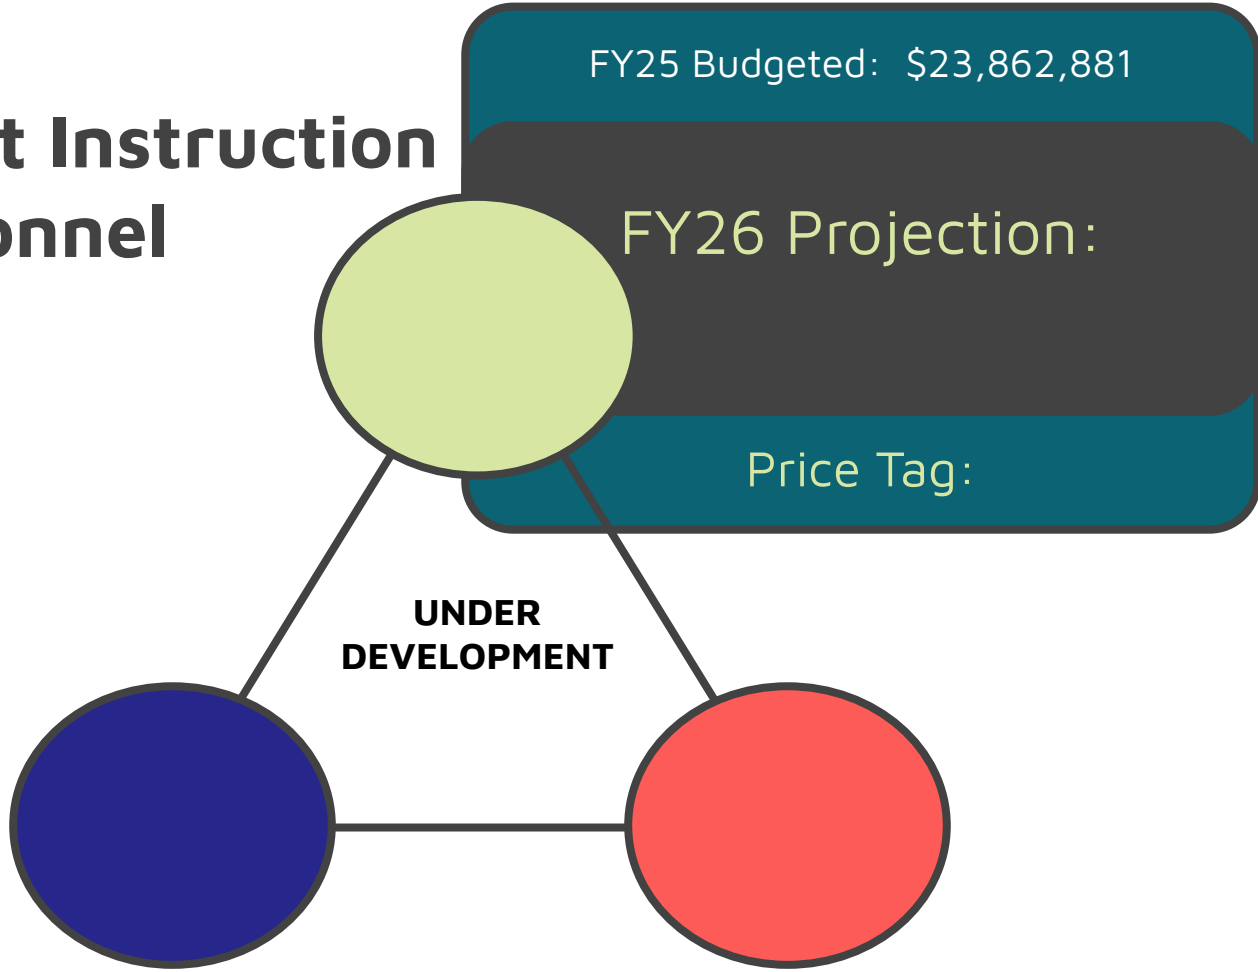 FY25 Budgeted: $23,862,881
t Instruction
onnel
FY26 Projection:
Price Tag:
UNDER
DEVELOPMENT